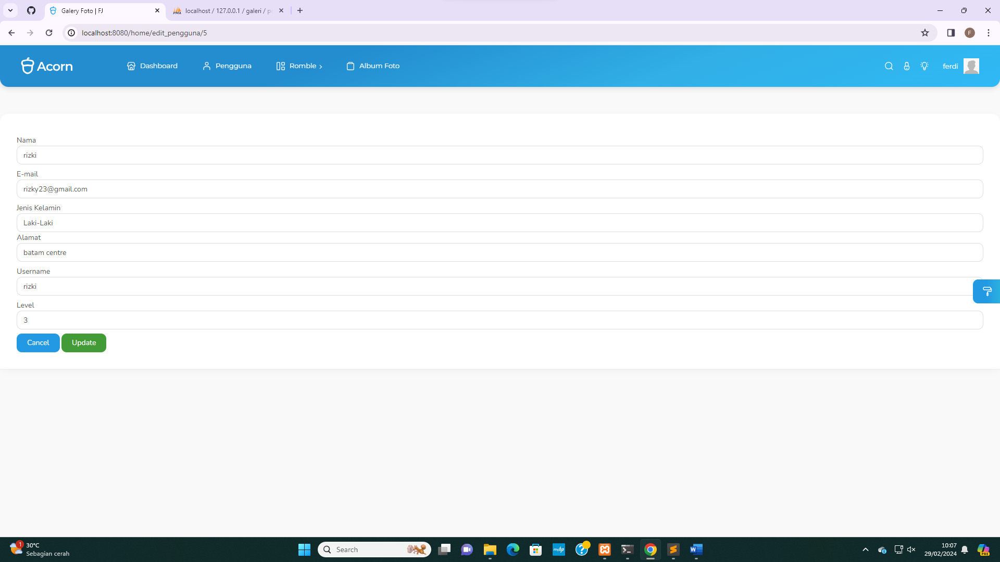 Galery Foto | FJ
localhost / 127.0.0.1 / galeri /
localhost:8080/home/edit_pengguna/5
F
Acorn
Dashboard
Pengguna
Romble
Album Foto
ferdi
Nama
rizki
E-mail
rizky23@gmail.com
Jenis Kelamin
Laki-Laki
Alamat
batam centre
Username
rizki
Level
3
Cancel
Update
1
30°C
Sebagian cerah
Search
myhp
10:07
29/02/2024
PRE